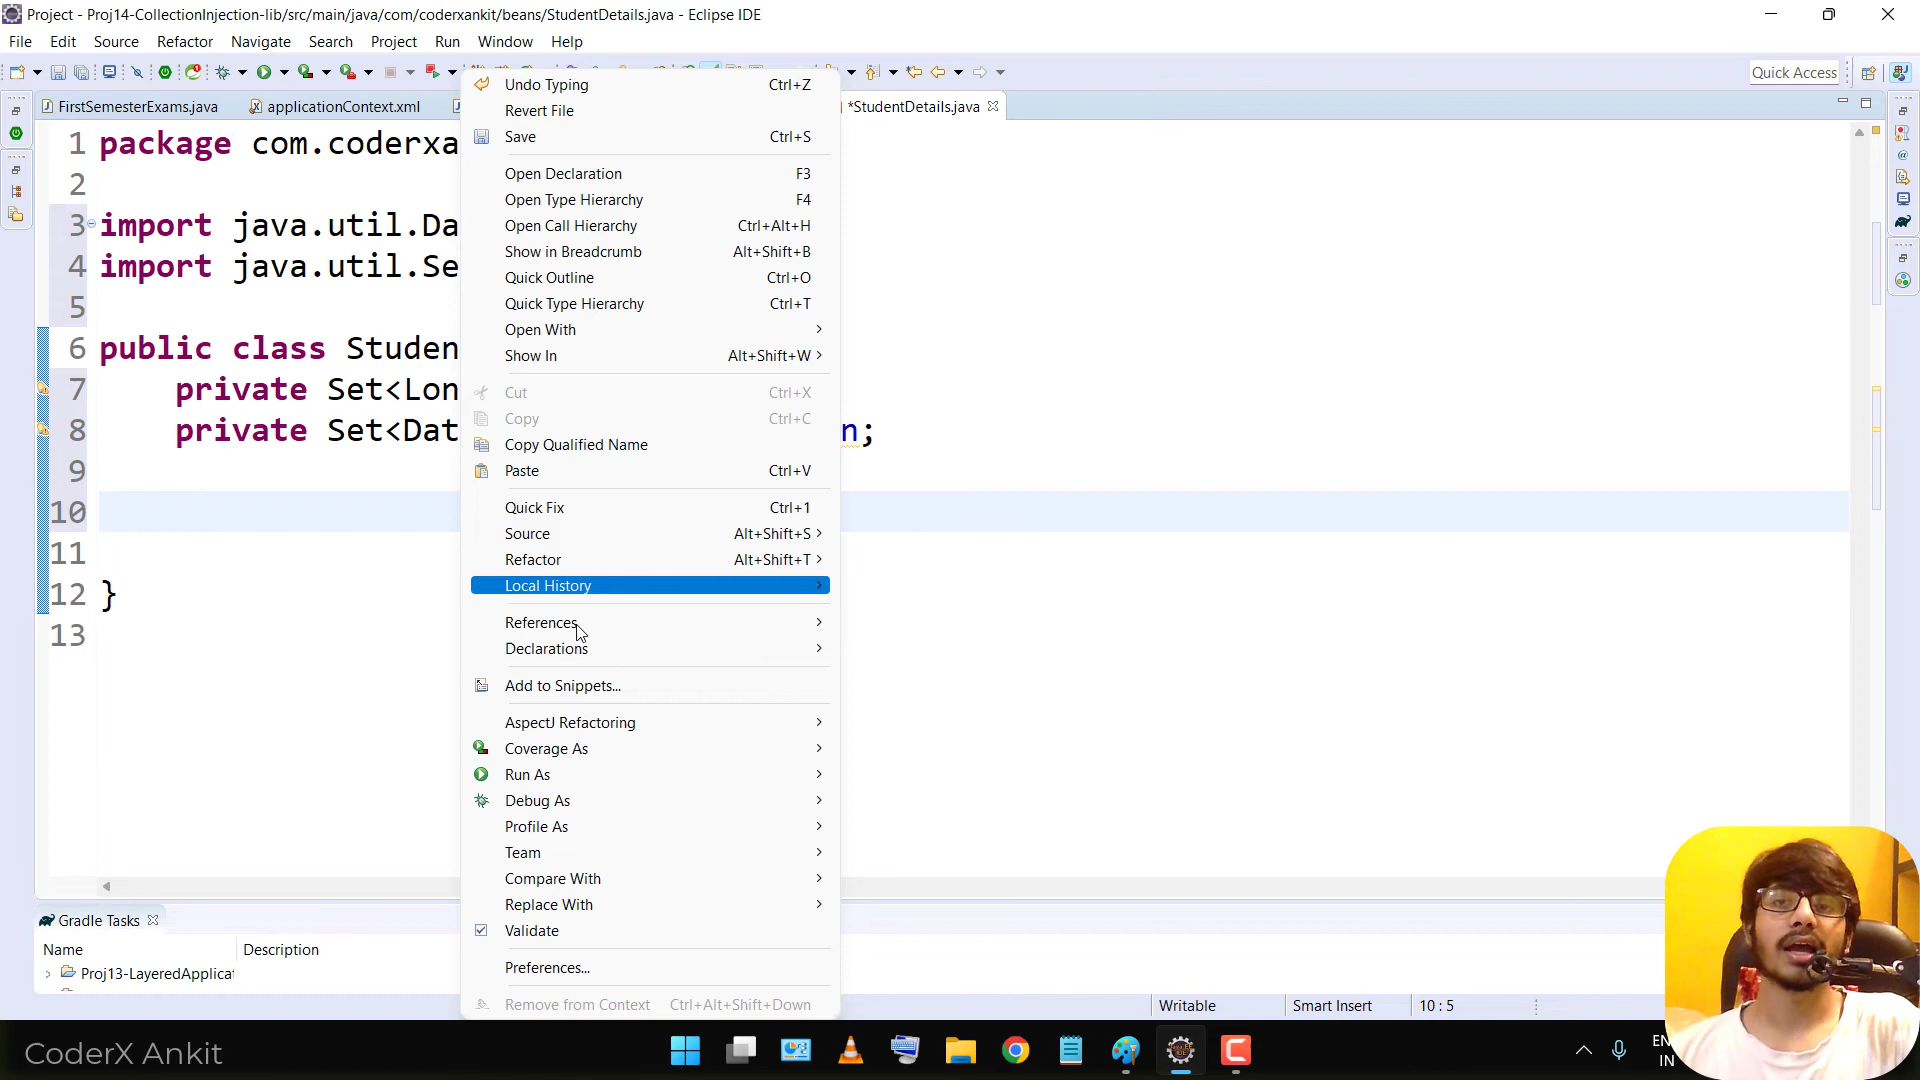 Project - Proj14-CollectionInjection-lib/src/main/java/com/coderxankit/beans/StudentDetails.java - Eclipse IDE
File Edit Source Refactor Navigate Search Project Run Window Help
Quick Access
FirstSemesterExams.java applicationContext.xml *StudentDetails.java
1 package com.coderxa
2
3 import java.util.Da
4 import java.util.Se
5
6 public class Studen
7 private Set<Lon
8 private Set<Dat n;
9
10
11
12 }
13
Undo Typing Ctrl+Z
Revert File
Save Ctrl+S
Open Declaration F3
Open Type Hierarchy F4
Open Call Hierarchy Ctrl+Alt+H
Show in Breadcrumb Alt+Shift+B
Quick Outline Ctrl+O
Quick Type Hierarchy Ctrl+T
Open With
Show In Alt+Shift+W
Cut Ctrl+X
Copy Ctrl+C
Copy Qualified Name
Paste Ctrl+V
Quick Fix Ctrl+1
Source Alt+Shift+S
Refactor Alt+Shift+T
Local History
References
Declarations
Add to Snippets...
AspectJ Refactoring
Coverage As
Run As
Debug As
Profile As
Team
Compare With
Replace With
Validate
Preferences...
Remove from Context Ctrl+Alt+Shift+Down
Gradle Tasks
Name Description
Proj13-LayeredApplicat
Writable Smart Insert 10 : 5
CoderX Ankit
IN